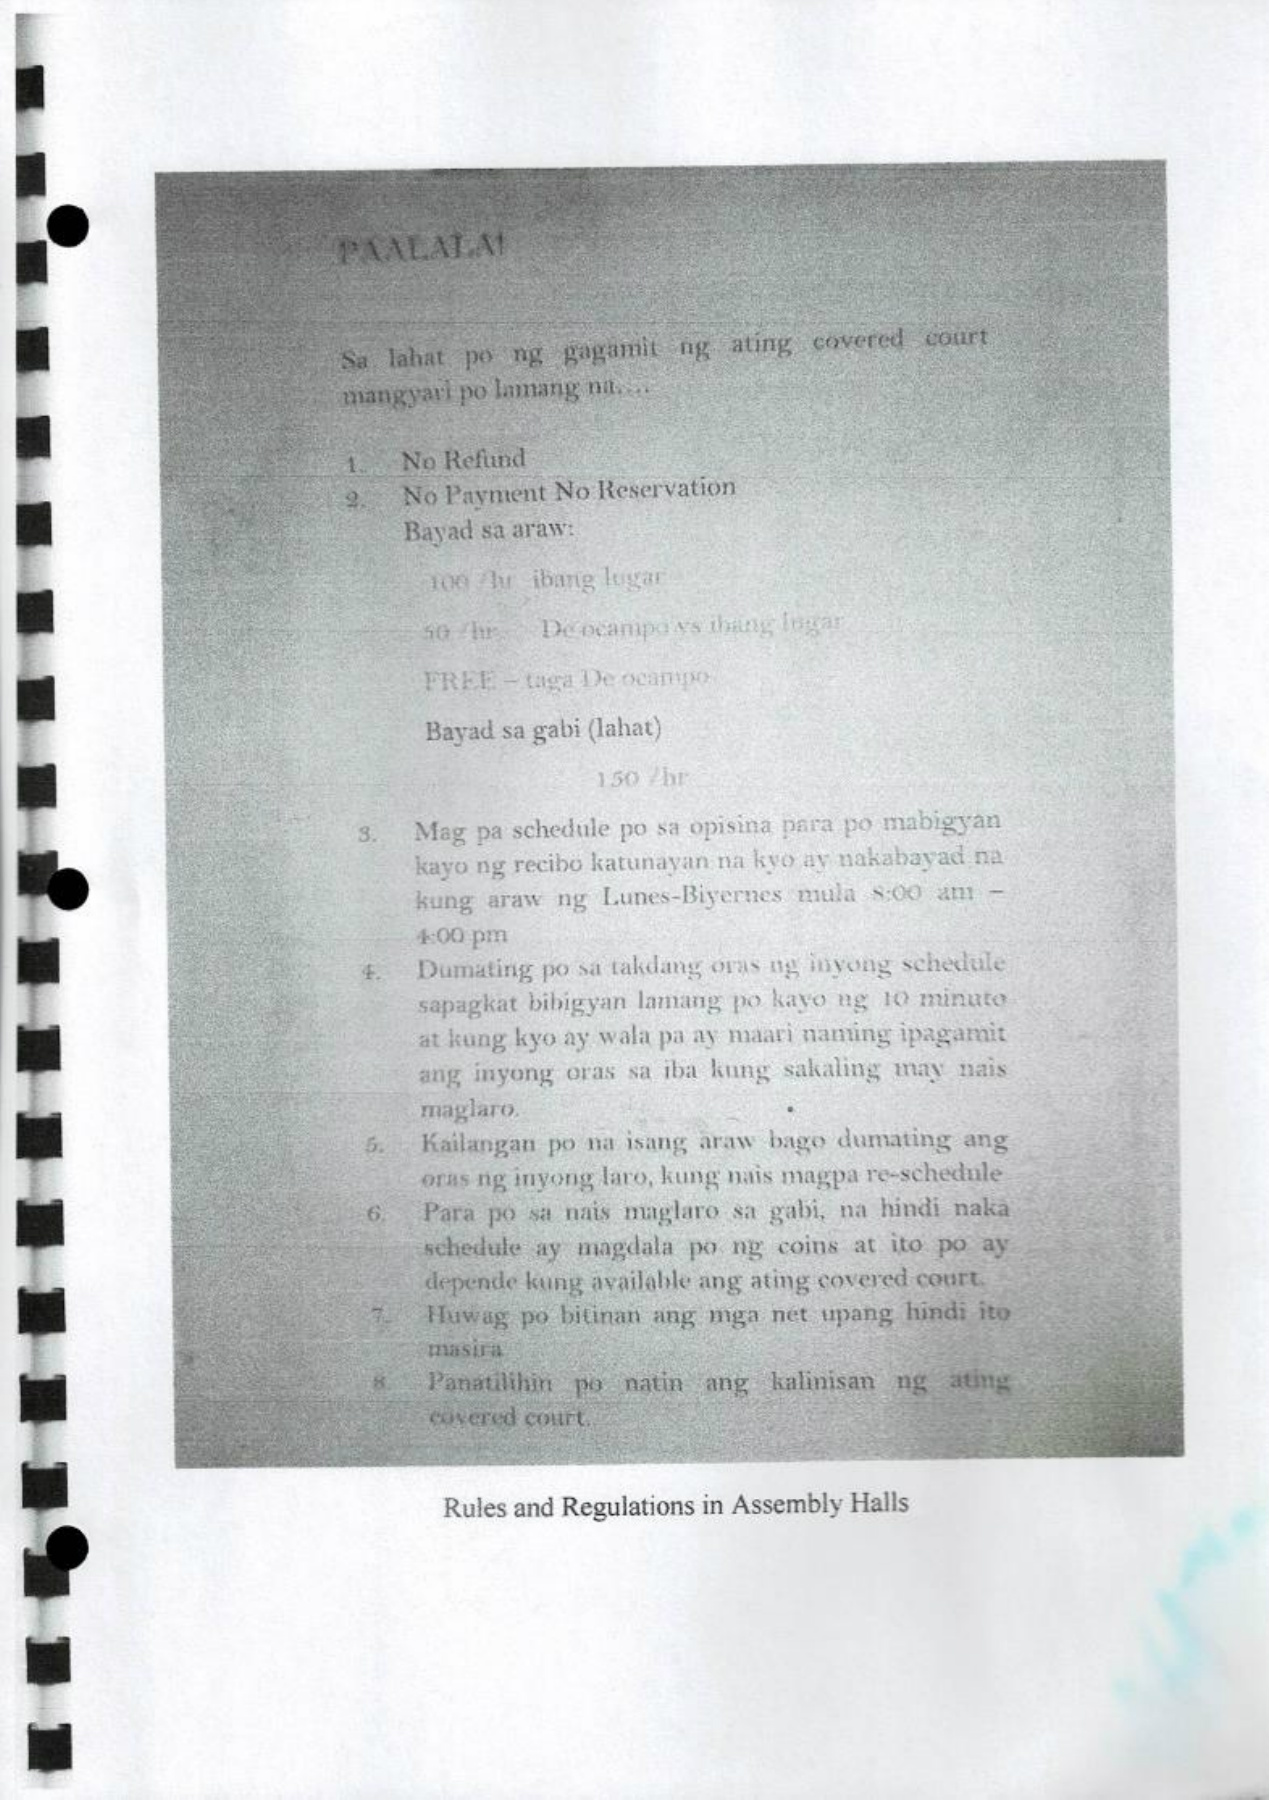 PAALALA!
Sa lahat po ng gagamit ng ating covered court
mangyari po lamang na....
1. No Refund
2. No Payment No Reservation
Bayad sa araw:
100 /hr ibang lugar
50 /hr De ocampo vs ibang lugar
FREE – taga De ocampo
Bayad sa gabi (lahat)
150 /hr
3. Mag pa schedule po sa opisina para po mabigyan
kayo ng recibo katunayan na kyo ay nakabayad na
kung araw ng Lunes-Biyernes mula 8:00 am –
4:00 pm
4. Dumating po sa takdang oras ng inyong schedule
sapagkat bibigyan lamang po kayo ng 10 minuto
at kung kyo ay wala pa ay maari naming ipagamit
ang inyong oras sa iba kung sakaling may nais
maglaro.
5. Kailangan po na isang araw bago dumating ang
oras ng inyong laro, kung nais magpa re-schedule
6. Para po sa nais maglaro sa gabi, na hindi naka
schedule ay magdala po ng coins at ito po ay
depende kung available ang ating covered court.
7. Huwag po bitinan ang mga net upang hindi ito
masira
8. Panatilihin po natin ang kalinisan ng ating
covered court.
Rules and Regulations in Assembly Halls